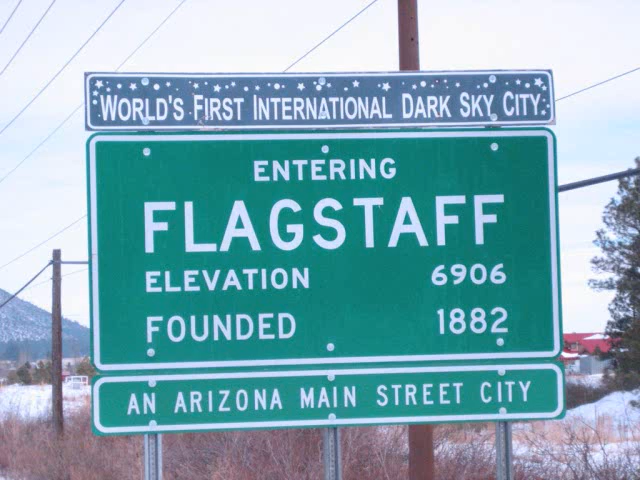 WORLD'S FIRST INTERNATIONAL DARK SKY CITY
ENTERING
FLAGSTAFF
ELEVATION 6906
FOUNDED 1882
AN ARIZONA MAIN STREET CITY